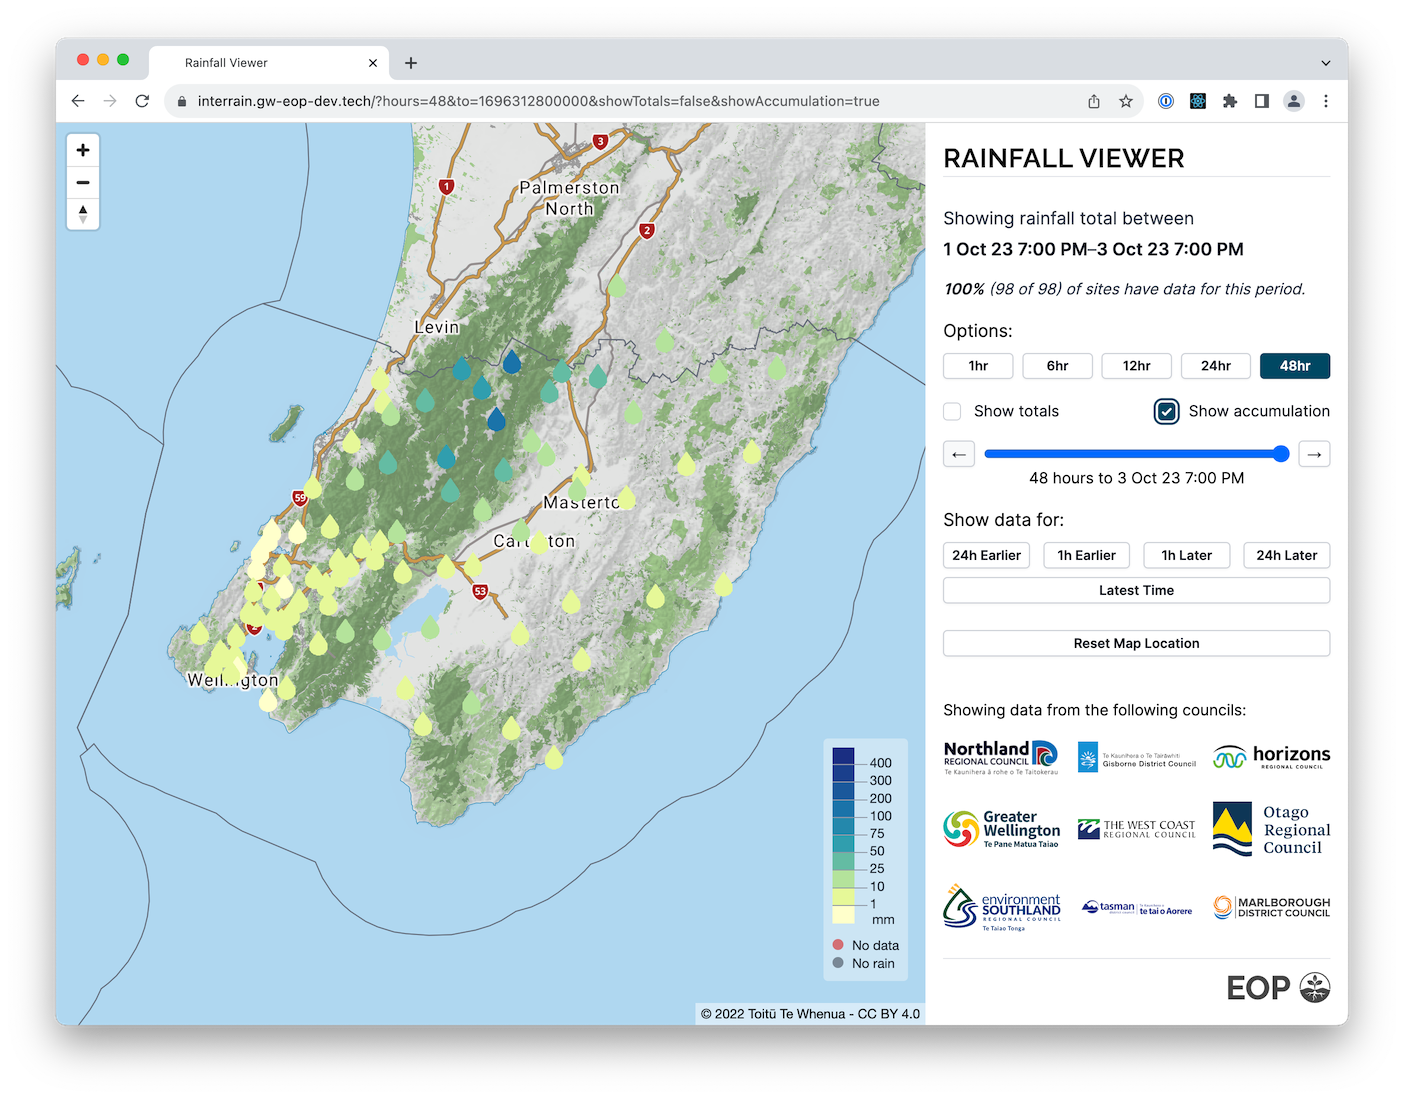 Rainfall Viewer
interrain.gw-eop-dev.tech/?hours=48&to=1696312800000&showTotals=false&showAccumulation=true
3
1
Palmerston
North
2
Levin
59
Masterto
Carterton
53
2
Wellington
400
300
200
100
75
50
25
10
1
mm
No data
No rain
© 2022 Toitū Te Whenua - CC BY 4.0
RAINFALL VIEWER
Showing rainfall total between
1 Oct 23 7:00 PM–3 Oct 23 7:00 PM
100% (98 of 98) of sites have data for this period.
Options:
1hr 6hr 12hr 24hr 48hr
Show totals Show accumulation
← →
48 hours to 3 Oct 23 7:00 PM
Show data for:
24h Earlier 1h Earlier 1h Later 24h Later
Latest Time
Reset Map Location
Showing data from the following councils:
Northland
REGIONAL COUNCIL
Te Kaunihera ā rohe o Te Taitokerau
Te Kaunihera o Te Tairāwhiti
Gisborne District Council
horizons
REGIONAL COUNCIL
Greater
Wellington
Te Pane Matua Taiao
THE WEST COAST
REGIONAL COUNCIL
Otago
Regional
Council
environment
SOUTHLAND
REGIONAL COUNCIL
Te Taiao Tonga
tasman
district council
te tai o Aorere
MARLBOROUGH
DISTRICT COUNCIL
EOP